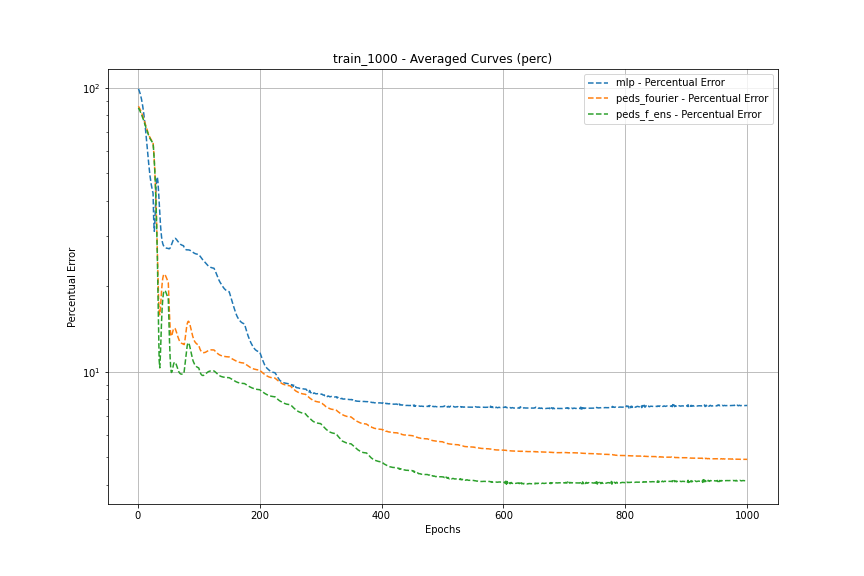 train_1000 - Averaged Curves (perc)
mlp - Percentual Error
peds_fourier - Percentual Error
peds_f_ens - Percentual Error
10²
10¹
Percentual Error
0 200 400 600 800 1000
Epochs